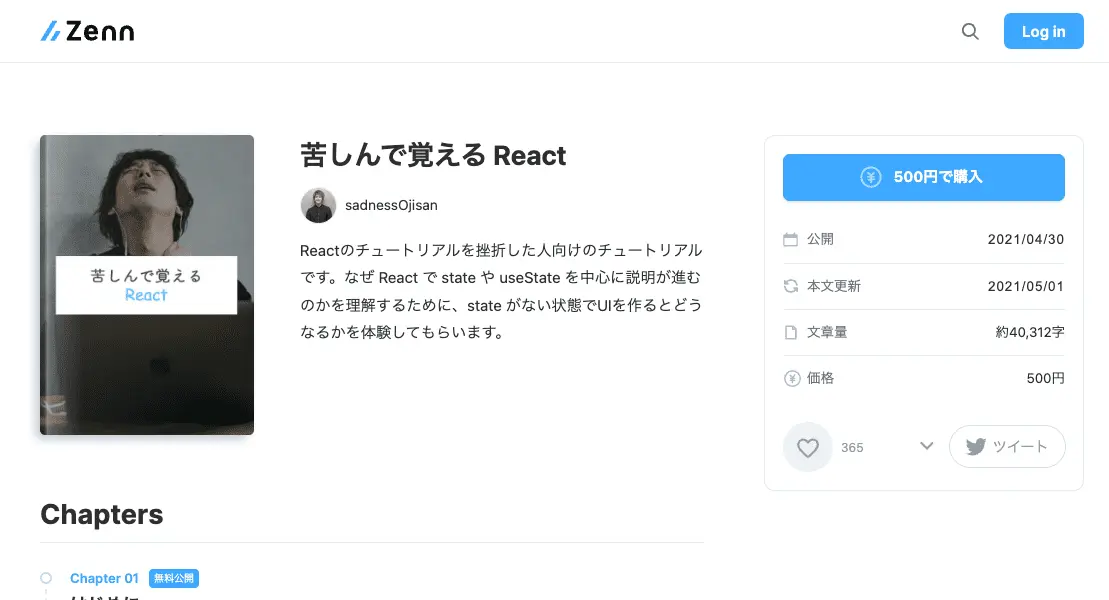 Zenn
Log in
苦しんで覚える
React
苦しんで覚える React
sadnessOjisan
Reactのチュートリアルを挫折した人向けのチュートリアル
です。なぜ React で state や useState を中心に説明が進む
のかを理解するために、state がない状態でUIを作るとどう
なるかを体験してもらいます。
500円で購入
公開 2021/04/30
本文更新 2021/05/01
文章量 約40,312字
価格 500円
365
ツイート
Chapters
Chapter 01 無料公開
はじめに